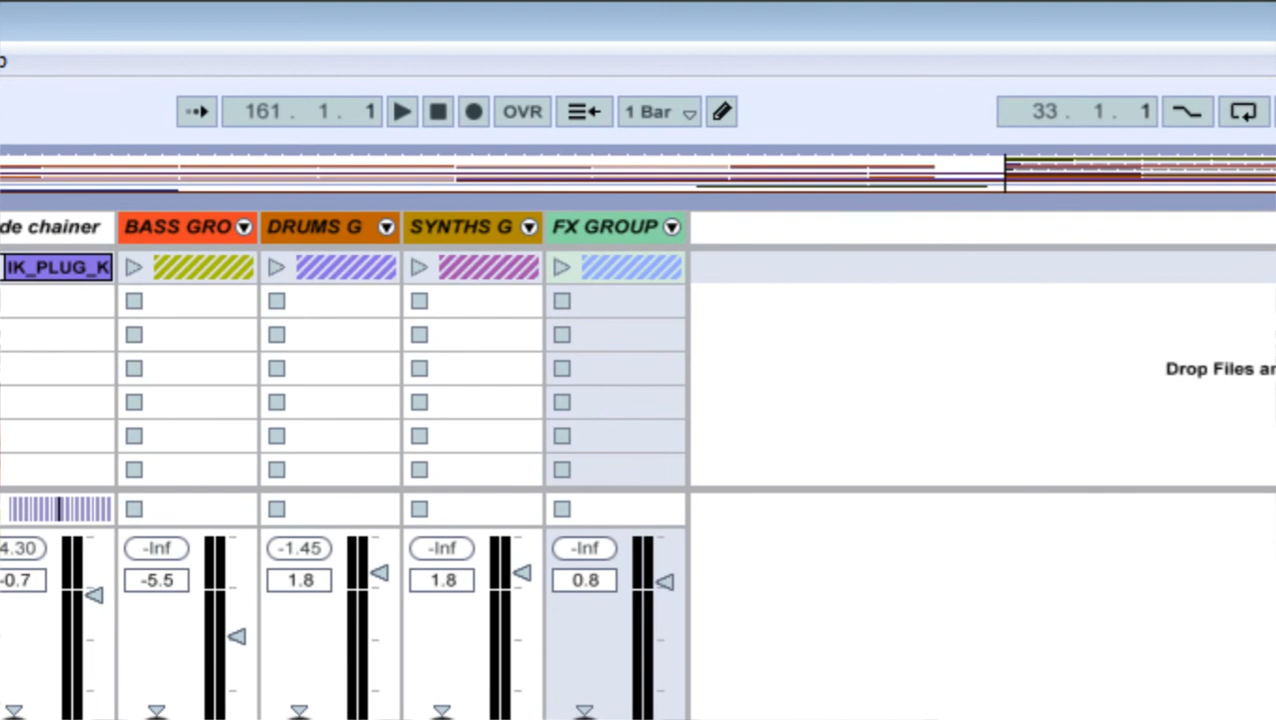 161. 1. 1 OVR 1 Bar 33. 1. 1
de chainer BASS GRO DRUMS G SYNTHS G FX GROUP
IK_PLUG_K
Drop Files an
4.30 -Inf -1.45 -Inf -Inf
-0.7 -5.5 1.8 1.8 0.8